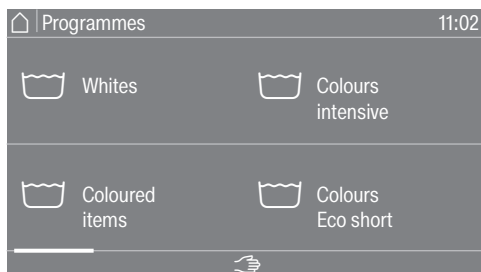 Programmes
11:02
Whites
Colours
intensive
Coloured
items
Colours
Eco short